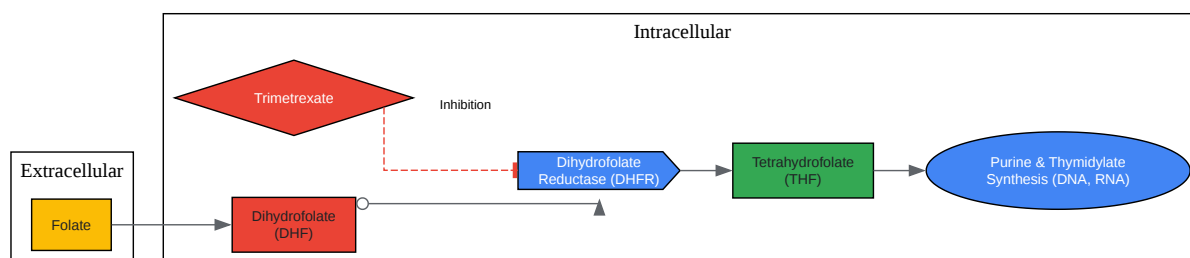 Intracellular
Trimetrexate
Inhibition
Extracellular
Dihydrofolate
Reductase (DHFR)
Tetrahydrofolate
(THF)
Purine & Thymidylate
Synthesis (DNA, RNA)
Folate
Dihydrofolate
(DHF)